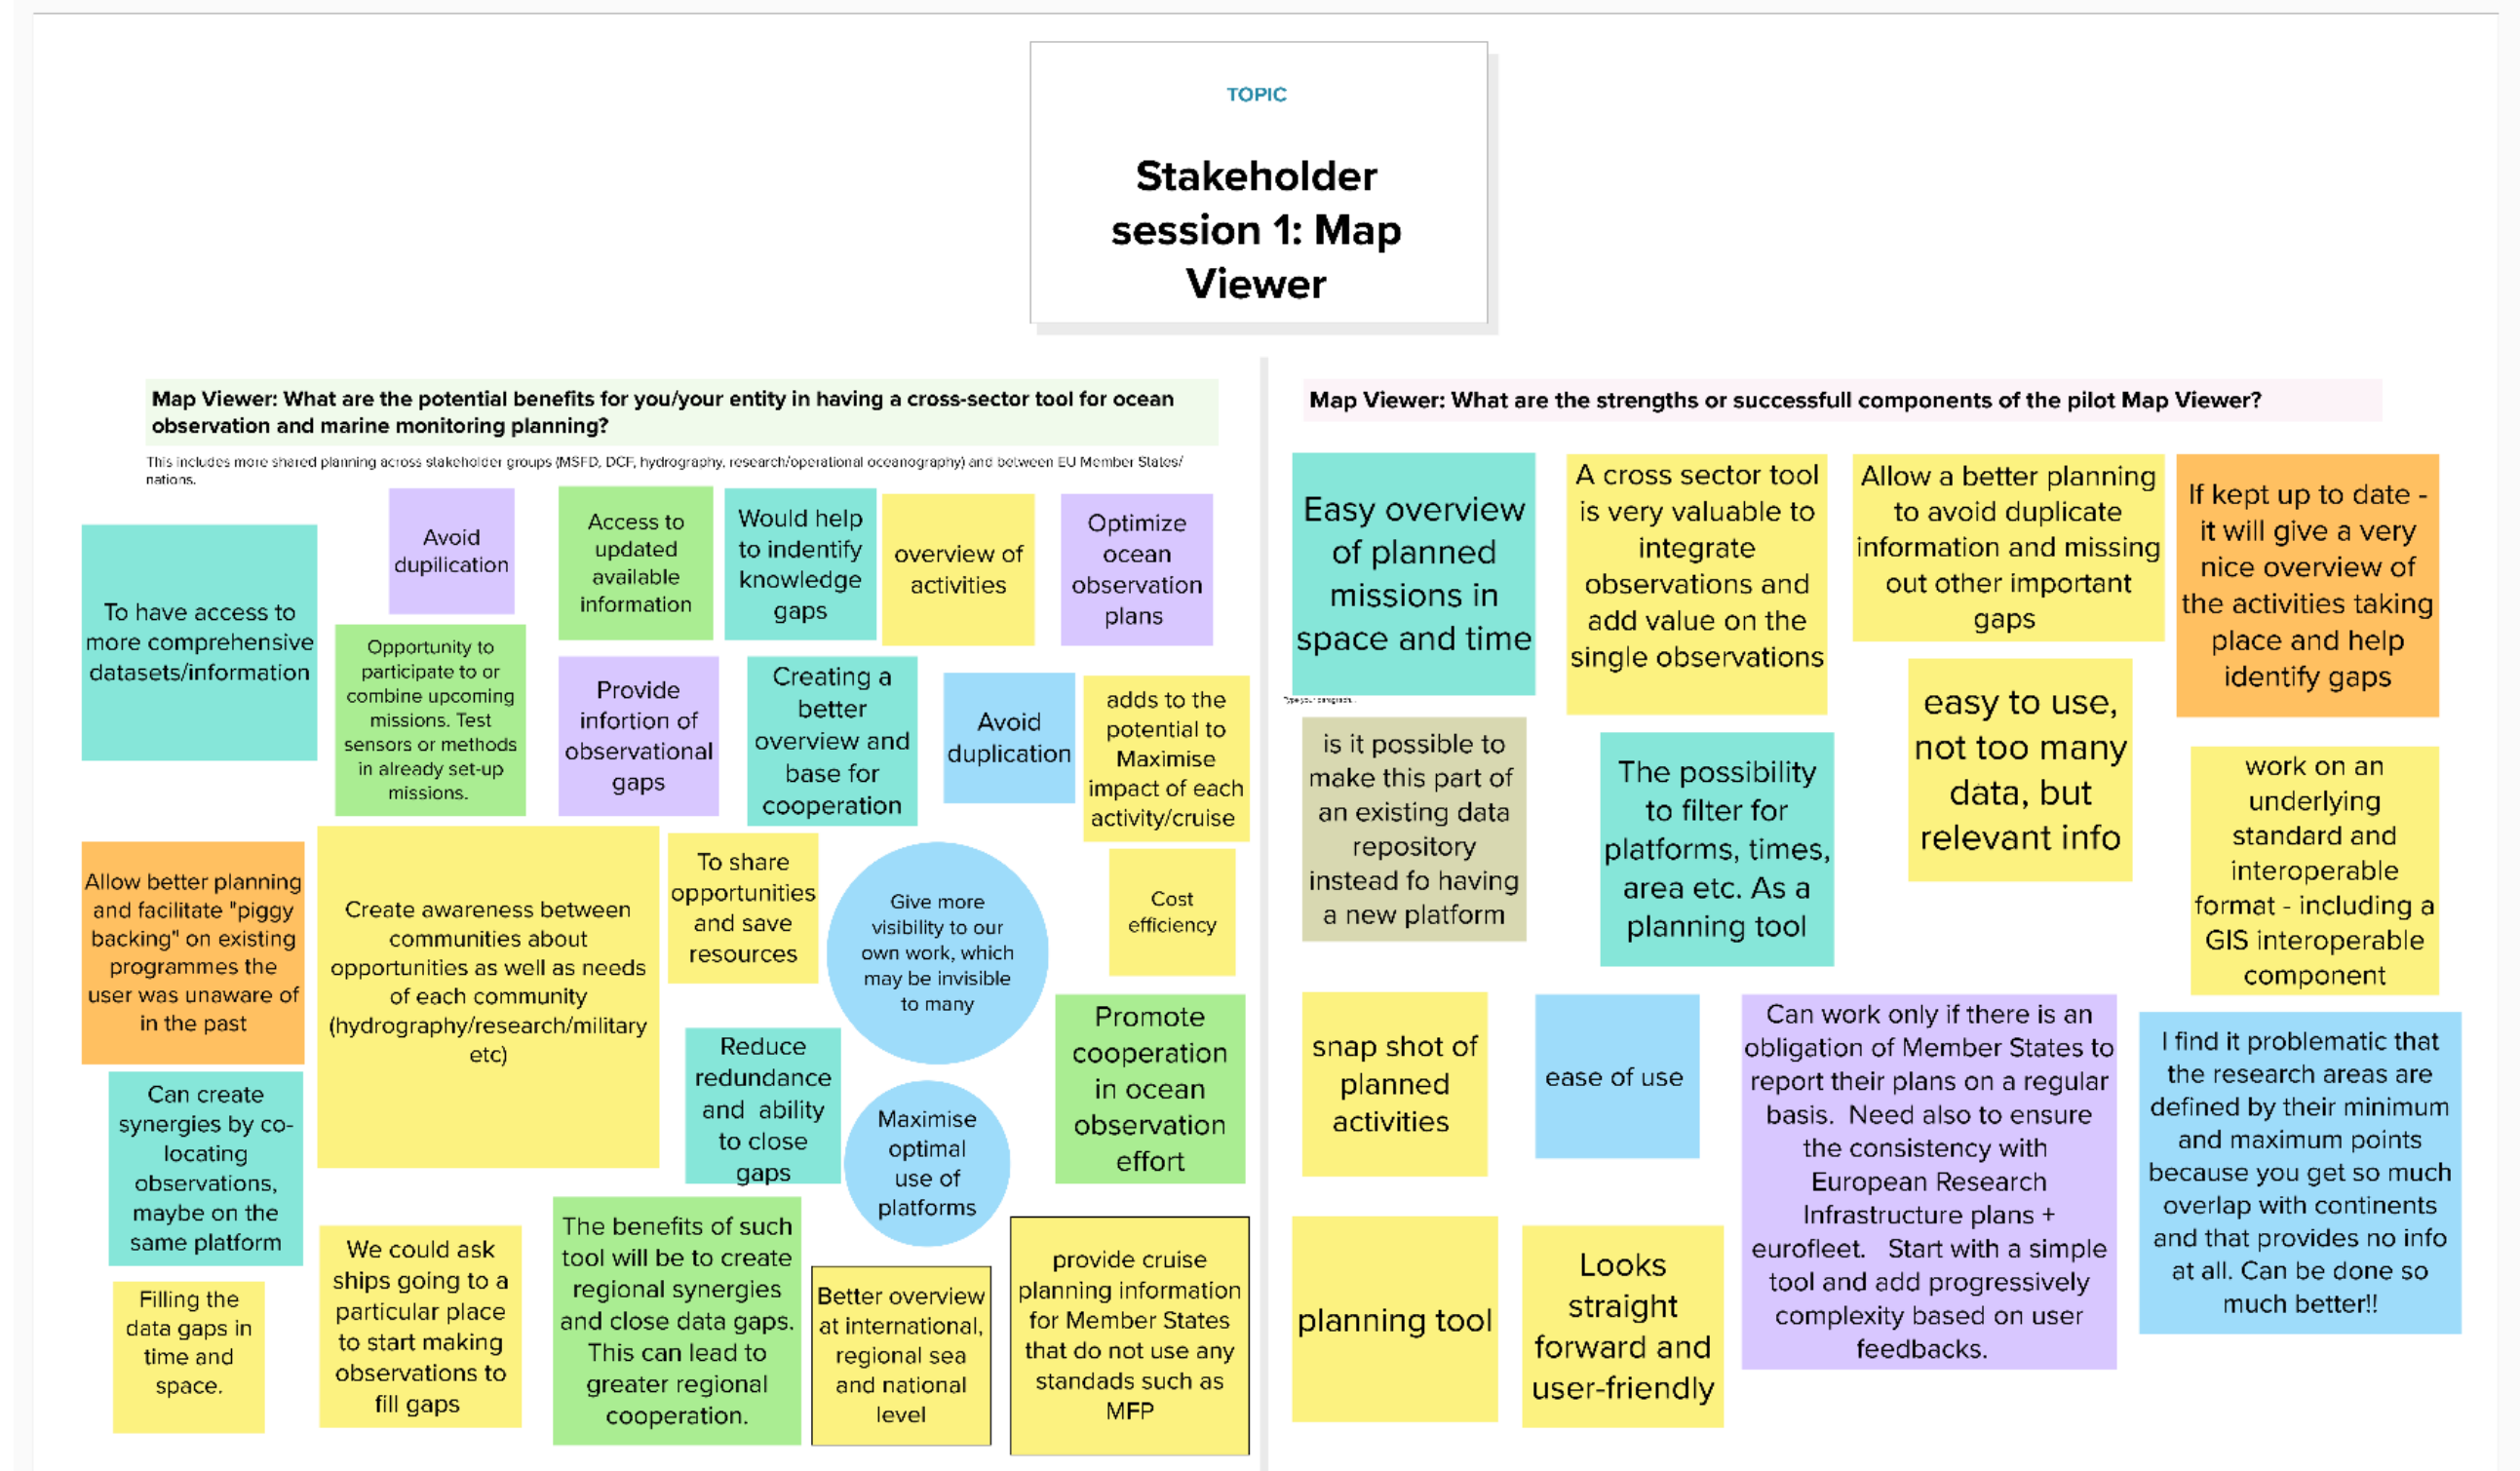 TOPIC
Stakeholder
session 1: Map
Viewer
Map Viewer: What are the potential benefits for you/your entity in having a cross-sector tool for ocean
observation and marine monitoring planning?
This includes more shared planning across stakeholder groups (MSFD, DCF, hydrography, research/operational oceanography) and between EU Member States/
nations.
To have access to
more comprehensive
datasets/information
Avoid
dupilication
Access to
updated
available
information
Would help
to indentify
knowledge
gaps
overview of
activities
Optimize
ocean
observation
plans
Opportunity to
participate to or
combine upcoming
missions. Test
sensors or methods
in already set-up
missions.
Provide
infortion of
observational
gaps
Creating a
better
overview and
base for
cooperation
Avoid
duplication
adds to the
potential to
Maximise
impact of each
activity/cruise
Allow better planning
and facilitate "piggy
backing" on existing
programmes the
user was unaware of
in the past
Create awareness between
communities about
opportunities as well as needs
of each community
(hydrography/research/military
etc)
To share
opportunities
and save
resources
Give more
visibility to our
own work, which
may be invisible
to many
Cost
efficiency
Can create
synergies by co-
locating
observations,
maybe on the
same platform
Reduce
redundance
and ability
to close
gaps
Maximise
optimal
use of
platforms
Promote
cooperation
in ocean
observation
effort
Filling the
data gaps in
time and
space.
We could ask
ships going to a
particular place
to start making
observations to
fill gaps
The benefits of such
tool will be to create
regional synergies
and close data gaps.
This can lead to
greater regional
cooperation.
Better overview
at international,
regional sea
and national
level
provide cruise
planning information
for Member States
that do not use any
standads such as
MFP
Map Viewer: What are the strengths or successfull components of the pilot Map Viewer?
Easy overview
of planned
missions in
space and time
A cross sector tool
is very valuable to
integrate
observations and
add value on the
single observations
Allow a better planning
to avoid duplicate
information and missing
out other important
gaps
If kept up to date -
it will give a very
nice overview of
the activities taking
place and help
identify gaps
Type your paragraph...
is it possible to
make this part of
an existing data
repository
instead fo having
a new platform
The possibility
to filter for
platforms, times,
area etc. As a
planning tool
easy to use,
not too many
data, but
relevant info
work on an
underlying
standard and
interoperable
format - including a
GIS interoperable
component
snap shot of
planned
activities
ease of use
Can work only if there is an
obligation of Member States to
report their plans on a regular
basis. Need also to ensure
the consistency with
European Research
Infrastructure plans +
eurofleet. Start with a simple
tool and add progressively
complexity based on user
feedbacks.
I find it problematic that
the research areas are
defined by their minimum
and maximum points
because you get so much
overlap with continents
and that provides no info
at all. Can be done so
much better!!
planning tool
Looks
straight
forward and
user-friendly